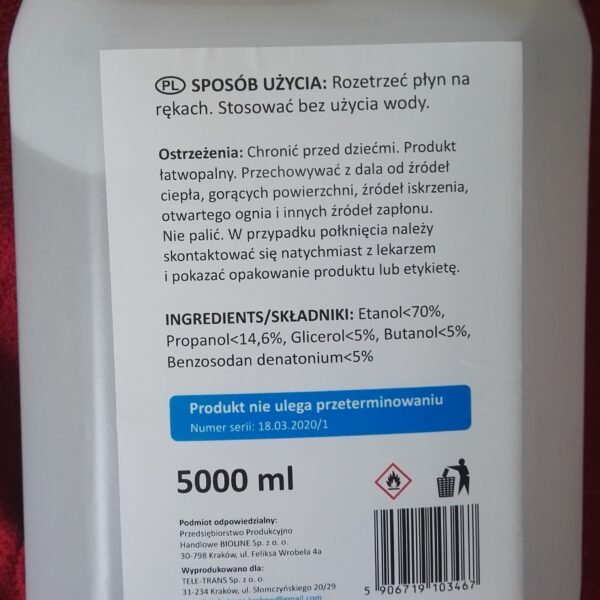 PL SPOSÓB UŻYCIA: Rozetrzeć płyn na
rękach. Stosować bez użycia wody.
Ostrzeżenia: Chronić przed dziećmi. Produkt
łatwopalny. Przechowywać z dala od źródeł
ciepła, gorących powierzchni, źródeł iskrzenia,
otwartego ognia i innych źródeł zapłonu.
Nie palić. W przypadku połknięcia należy
skontaktować się natychmiast z lekarzem
i pokazać opakowanie produktu lub etykietę.
INGREDIENTS/SKŁADNIKI: Etanol<70%,
Propanol<14,6%, Glicerol<5%, Butanol<5%,
Benzosodan denatonium<5%
Produkt nie ulega przeterminowaniu
Numer serii: 18.03.2020/1
5000 ml
Podmiot odpowiedzialny:
Przedsiębiorstwo Produkcyjno
Handlowe BIOLINE Sp. z o. o.
30-798 Kraków, ul. Feliksa Wrobela 4a
Wyprodukowano dla:
TELE-TRANS Sp. z o. o.
31-234 Kraków, ul. Słomczyńskiego 20/29
5 906719 103467